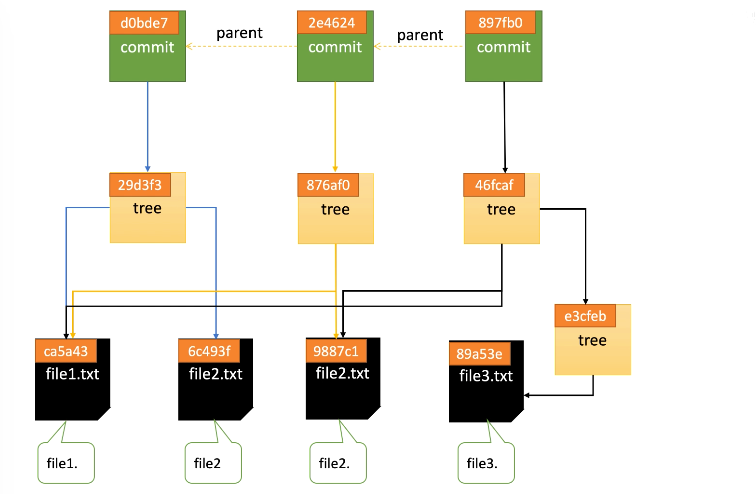 d0bde7
commit
parent
2e4624
commit
parent
897fb0
commit
29d3f3
tree
876af0
tree
46fcaf
tree
e3cfeb
tree
ca5a43
file1.txt
6c493f
file2.txt
9887c1
file2.txt
89a53e
file3.txt
file1.
file2
file2.
file3.